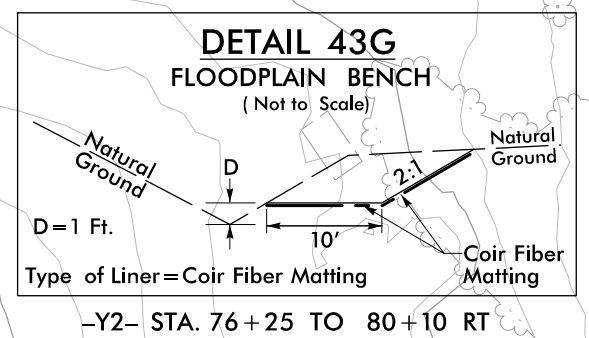 DETAIL 43G
FLOODPLAIN BENCH
( Not to Scale)
Natural
Ground
D
2:1
Natural
Ground
D=1 Ft.
10'
Coir Fiber
Matting
Type of Liner=Coir Fiber Matting
-Y2- STA. 76+25 TO 80+10 RT